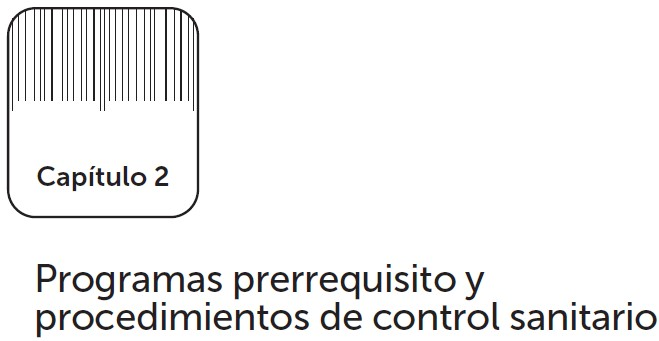 Capítulo 2
Programas prerrequisito y
procedimientos de control sanitario